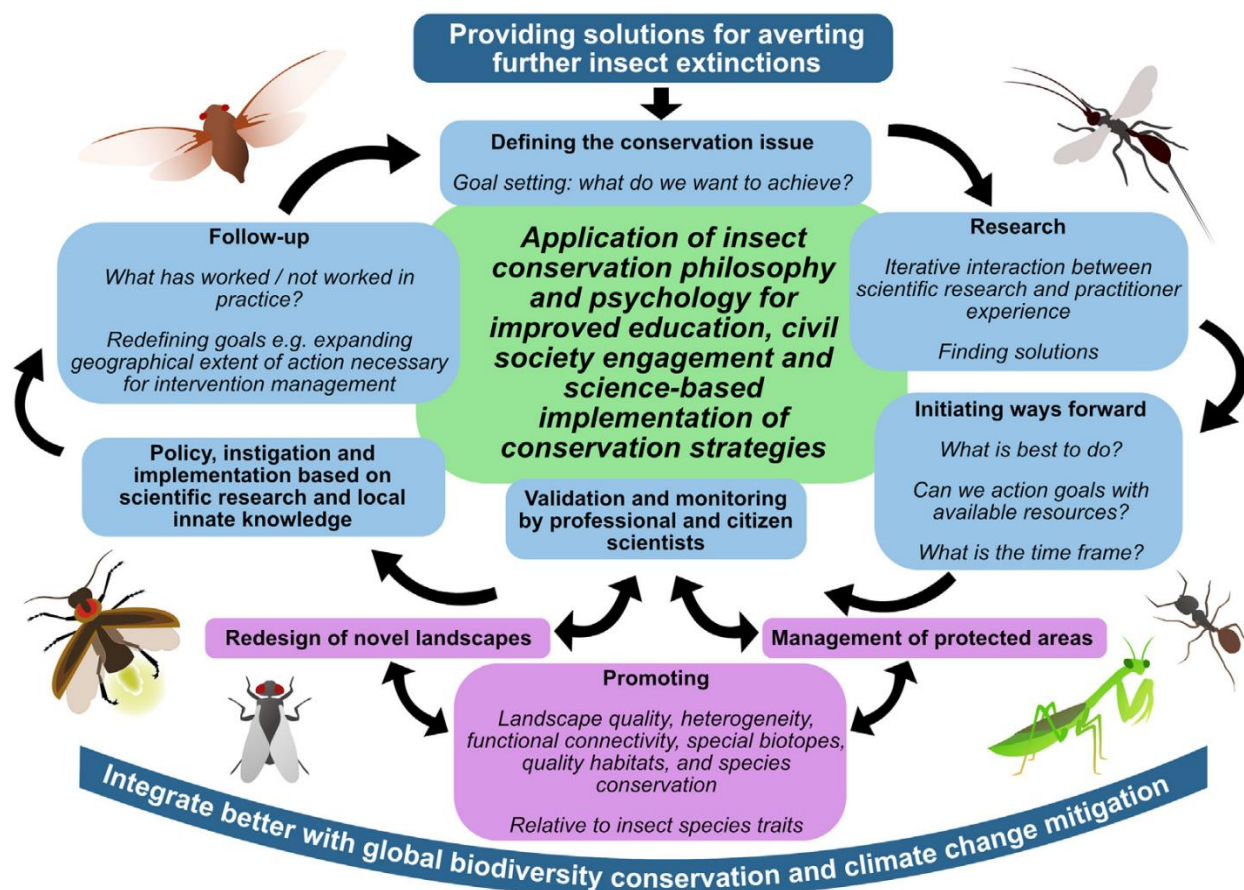 Providing solutions for averting
further insect extinctions
Defining the conservation issue
Goal setting: what do we want to achieve?
Follow-up
What has worked / not worked in
practice?
Redefining goals e.g. expanding
geographical extent of action necessary
for intervention management
Application of insect
conservation philosophy
and psychology for
improved education, civil
society engagement and
science-based
implementation of
conservation strategies
Research
Iterative interaction between
scientific research and practitioner
experience
Finding solutions
Initiating ways forward
What is best to do?
Can we action goals with
available resources?
What is the time frame?
Policy, instigation and
implementation based on
scientific research and local
innate knowledge
Validation and monitoring
by professional and citizen
scientists
Redesign of novel landscapes
Management of protected areas
Promoting
Landscape quality, heterogeneity,
functional connectivity, special biotopes,
quality habitats, and species
conservation
Relative to insect species traits
Integrate better with global biodiversity conservation and climate change mitigation